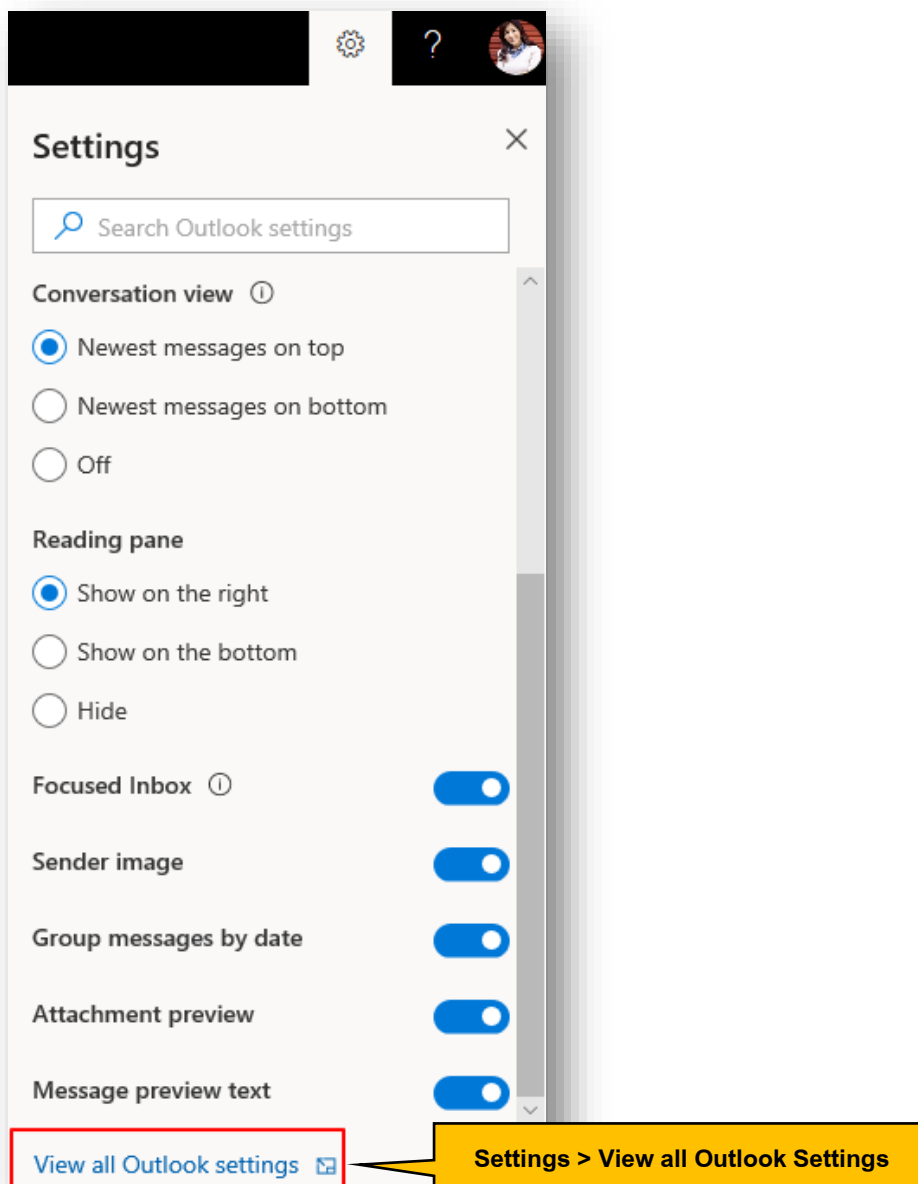 ?
Settings
Search Outlook settings
Conversation view
Newest messages on top
Newest messages on bottom
Off
Reading pane
Show on the right
Show on the bottom
Hide
Focused Inbox
Sender image
Group messages by date
Attachment preview
Message preview text
View all Outlook settings
Settings > View all Outlook Settings